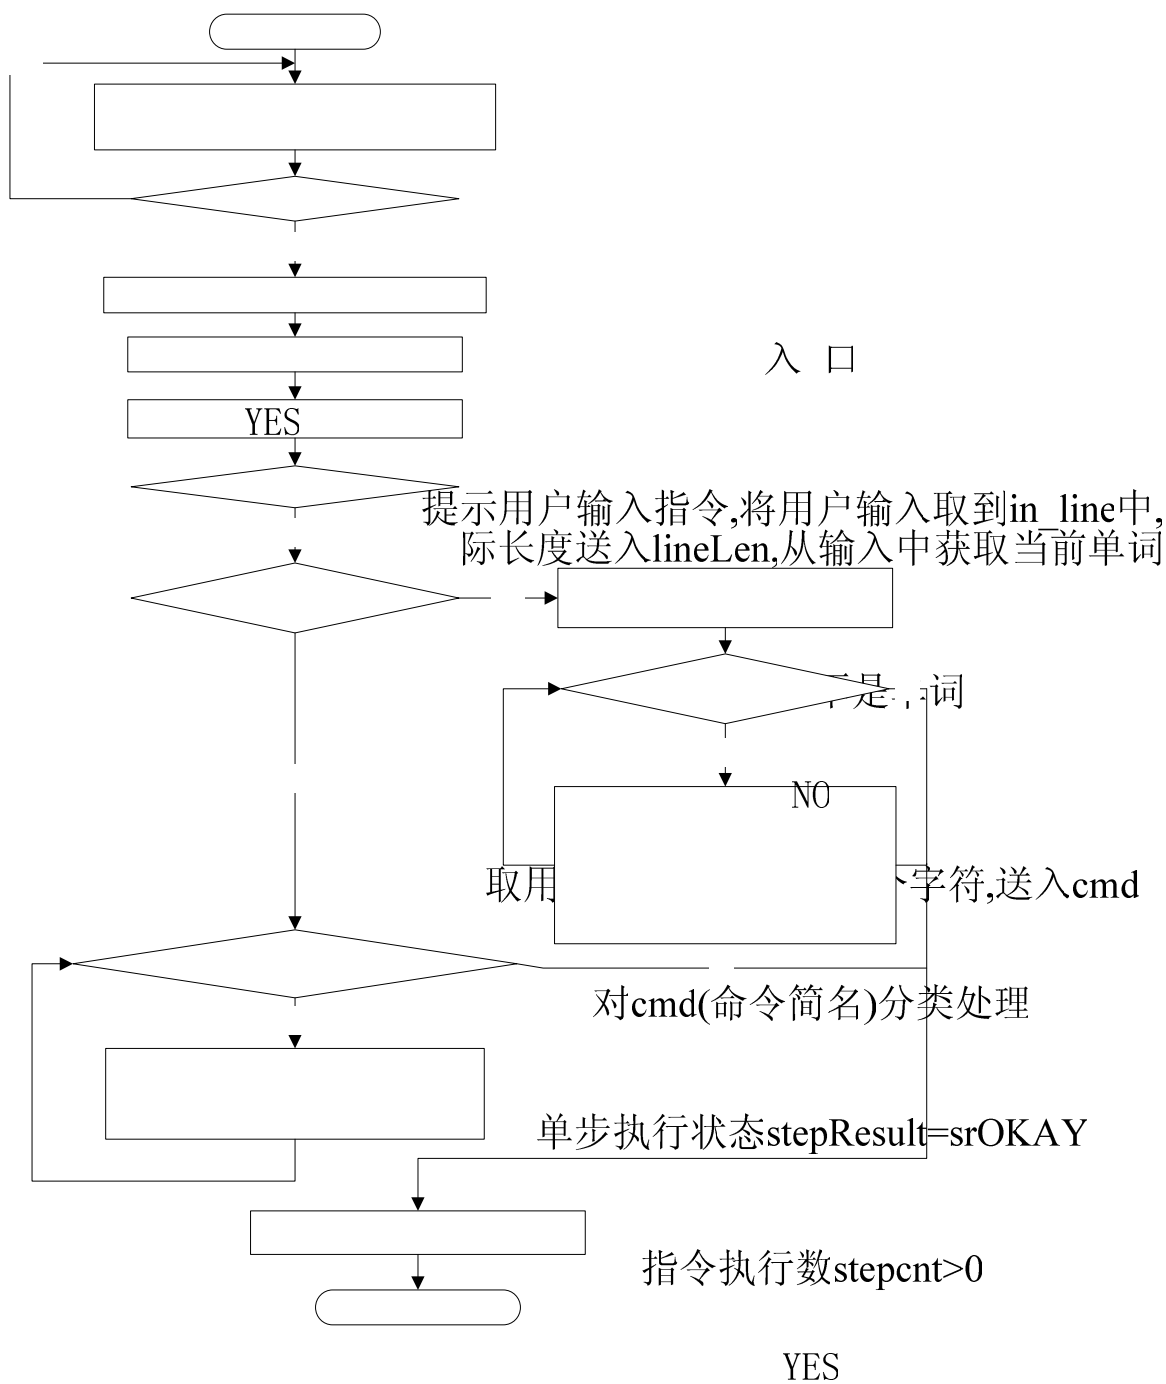 入 口
YES
提示用户输入指令,将用户输入取到in_line中,
际长度送入lineLen,从输入中获取当前单词
是 词
NO
取用 字符,送入cmd
对cmd(命令简名)分类处理
单步执行状态stepResult=srOKAY
指令执行数stepcnt>0
YES